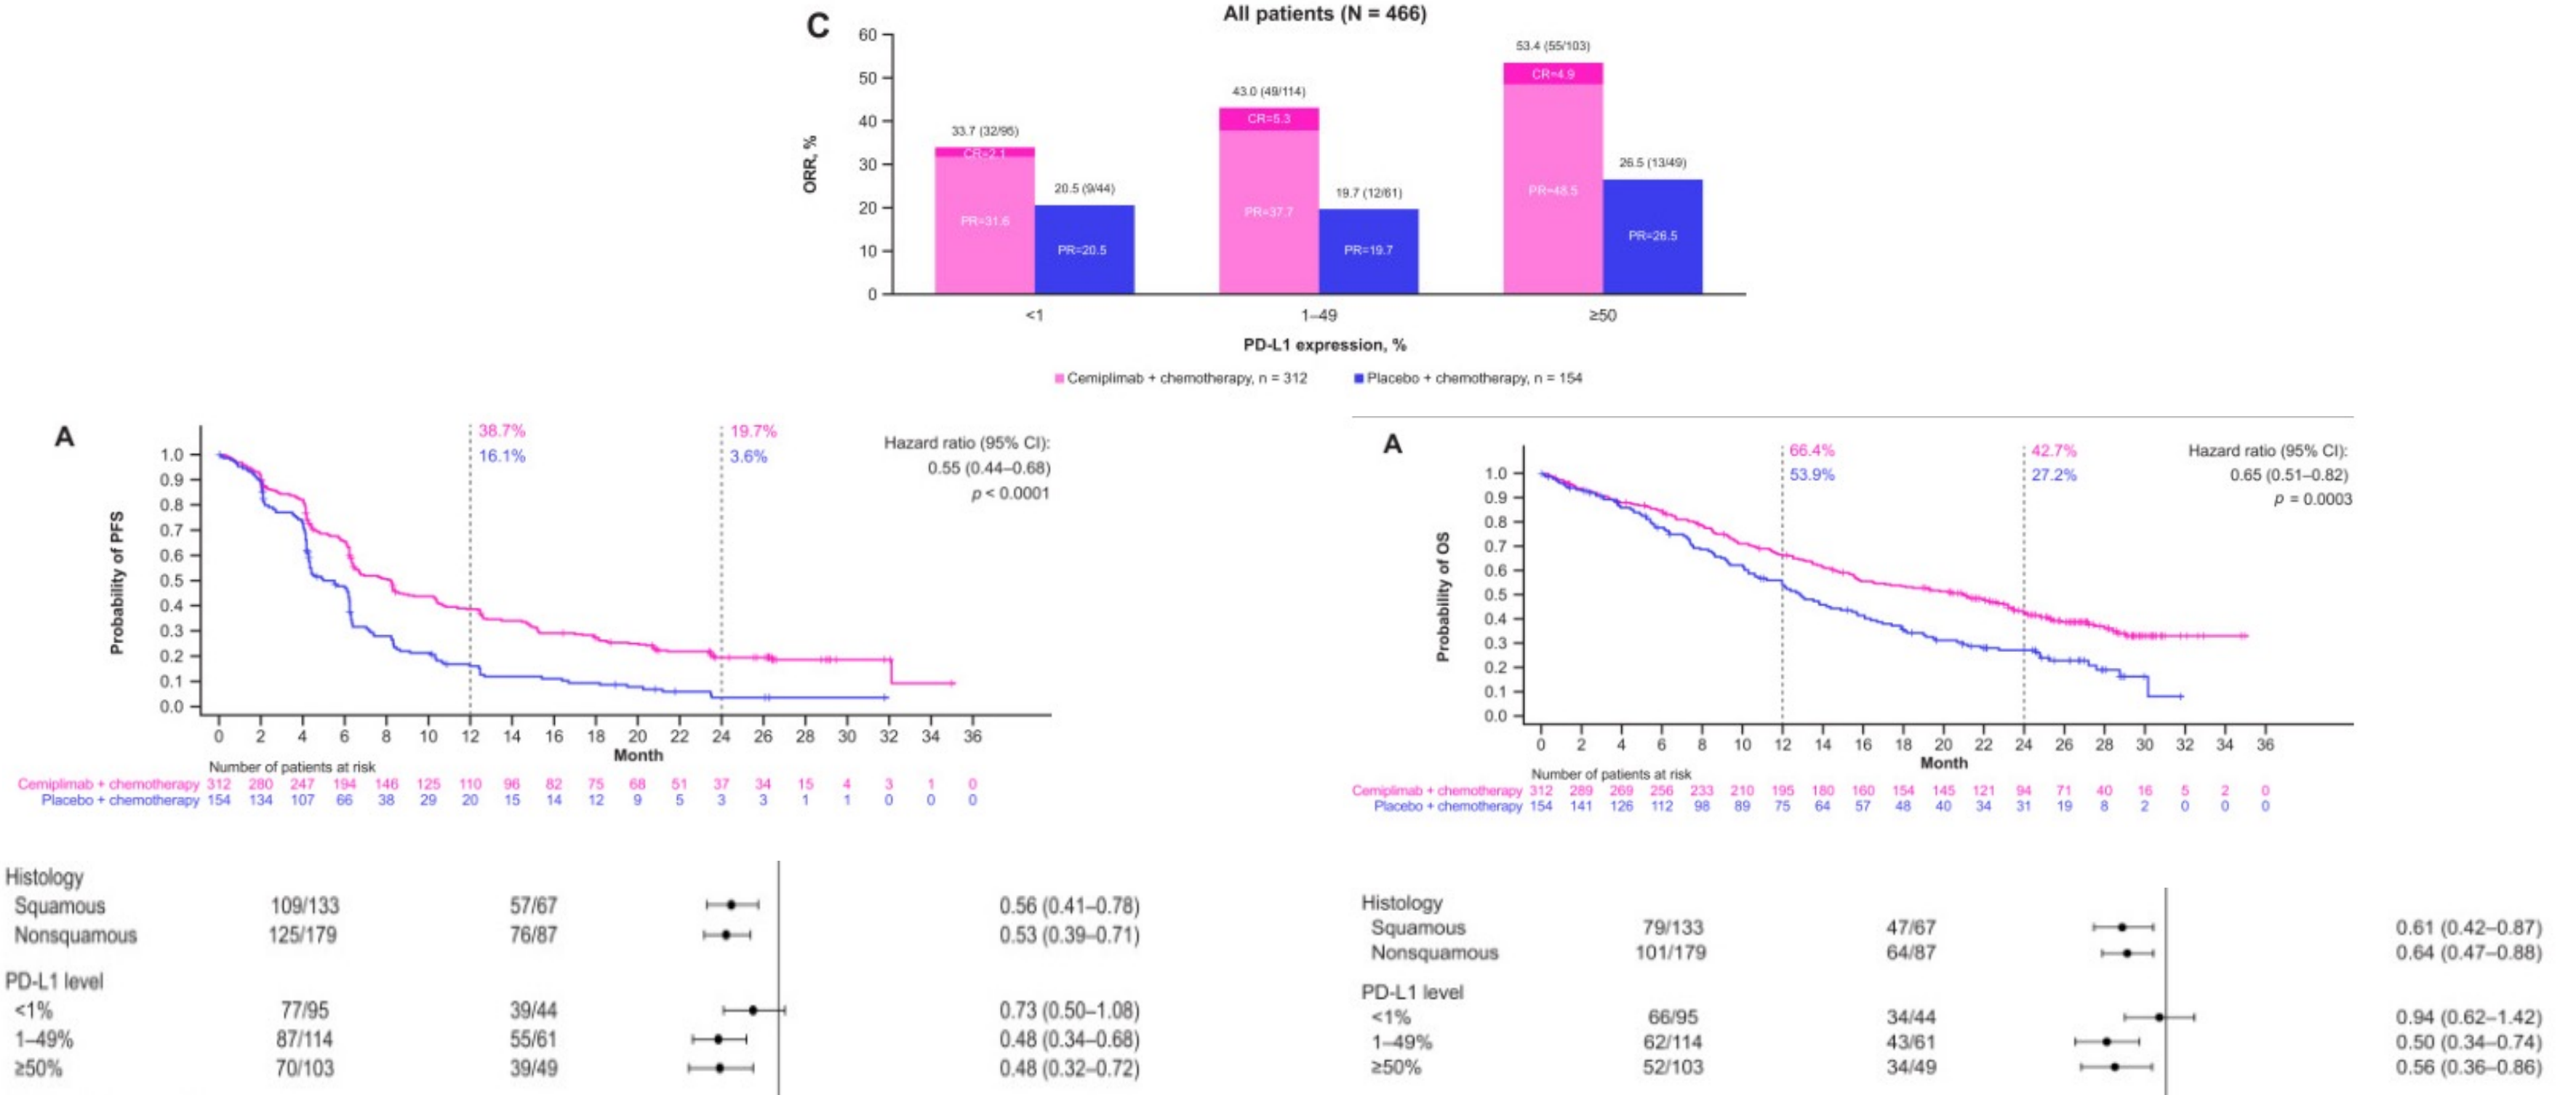 C
All patients (N = 466)
ORR, %
60
50
40
30
20
10
0
33.7 (32/95)
CR=2.1
PR=31.6
20.5 (9/44)
PR=20.5
43.0 (49/114)
CR=5.3
PR=37.7
19.7 (12/61)
PR=19.7
53.4 (55/103)
CR=4.9
PR=48.5
26.5 (13/49)
PR=26.5
<1 1–49 ≥50
PD-L1 expression, %
Cemiplimab + chemotherapy, n = 312 Placebo + chemotherapy, n = 154
A
38.7%
16.1%
19.7%
3.6%
Hazard ratio (95% CI):
0.55 (0.44–0.68)
p < 0.0001
Probability of PFS
1.0
0.9
0.8
0.7
0.6
0.5
0.4
0.3
0.2
0.1
0.0
0 2 4 6 8 10 12 14 16 18 20 22 24 26 28 30 32 34 36
Month
Number of patients at risk
Cemiplimab + chemotherapy 312 280 247 194 146 125 110 96 82 75 68 51 37 34 15 4 3 1 0
Placebo + chemotherapy 154 134 107 66 38 29 20 15 14 12 9 5 3 3 1 1 0 0 0
A
66.4%
53.9%
42.7%
27.2%
Hazard ratio (95% CI):
0.65 (0.51–0.82)
p = 0.0003
Probability of OS
1.0
0.9
0.8
0.7
0.6
0.5
0.4
0.3
0.2
0.1
0.0
0 2 4 6 8 10 12 14 16 18 20 22 24 26 28 30 32 34 36
Month
Number of patients at risk
Cemiplimab + chemotherapy 312 289 269 256 233 210 195 180 160 154 145 121 94 71 40 16 5 2 0
Placebo + chemotherapy 154 141 126 112 98 89 75 64 57 48 40 34 31 19 8 2 0 0 0
Histology
Squamous 109/133 57/67 0.56 (0.41–0.78)
Nonsquamous 125/179 76/87 0.53 (0.39–0.71)
PD-L1 level
<1% 77/95 39/44 0.73 (0.50–1.08)
1–49% 87/114 55/61 0.48 (0.34–0.68)
≥50% 70/103 39/49 0.48 (0.32–0.72)
Histology
Squamous 79/133 47/67 0.61 (0.42–0.87)
Nonsquamous 101/179 64/87 0.64 (0.47–0.88)
PD-L1 level
<1% 66/95 34/44 0.94 (0.62–1.42)
1–49% 62/114 43/61 0.50 (0.34–0.74)
≥50% 52/103 34/49 0.56 (0.36–0.86)